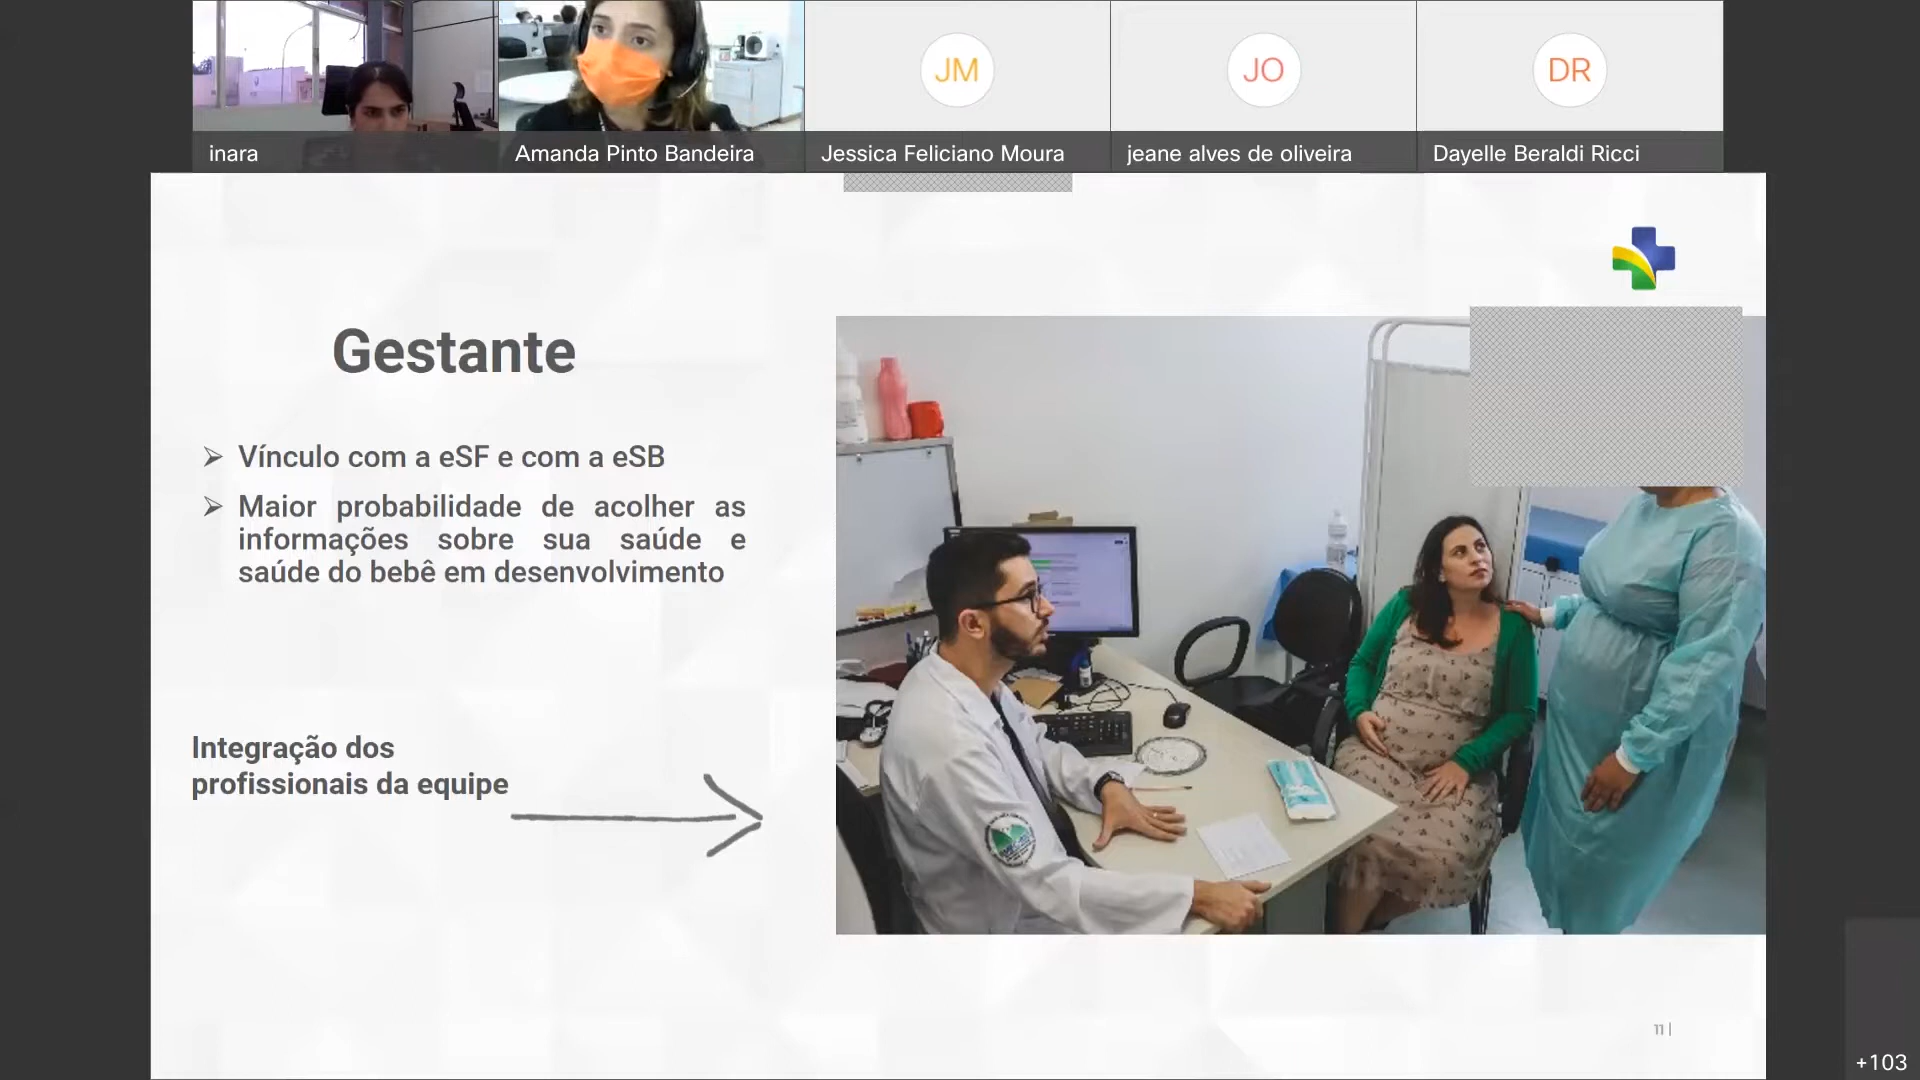 inara
Amanda Pinto Bandeira
JM
Jessica Feliciano Moura
JO
jeane alves de oliveira
DR
Dayelle Beraldi Ricci
Gestante
Vínculo com a eSF e com a eSB
Maior probabilidade de acolher as
informações sobre sua saúde e
saúde do bebê em desenvolvimento
Integração dos
profissionais da equipe
11 |
+103